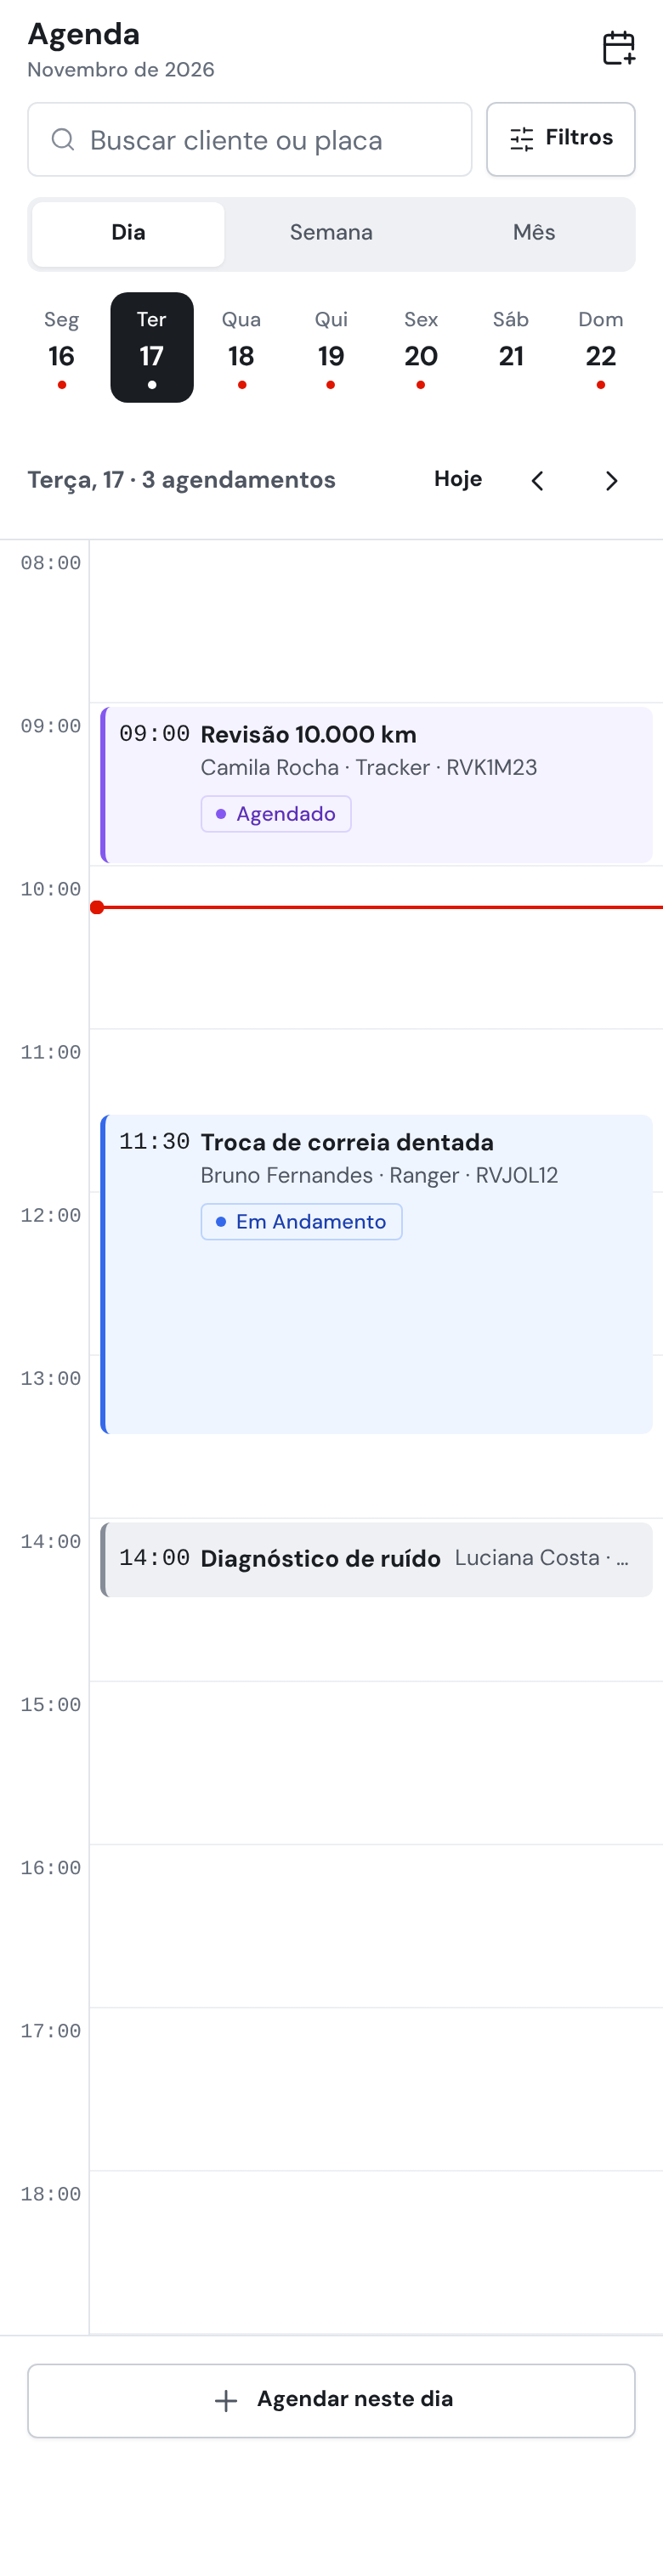 Agenda
Novembro de 2026
Buscar cliente ou placa
Filtros
Dia Semana Mês
Seg Ter Qua Qui Sex Sáb Dom
16 17 18 19 20 21 22
Terça, 17 · 3 agendamentos Hoje
08:00
09:00
09:00 Revisão 10.000 km
Camila Rocha · Tracker · RVK1M23
Agendado
10:00
11:00
11:30 Troca de correia dentada
Bruno Fernandes · Ranger · RVJ0L12
12:00
Em Andamento
13:00
14:00
14:00 Diagnóstico de ruído Luciana Costa · ...
15:00
16:00
17:00
18:00
Agendar neste dia